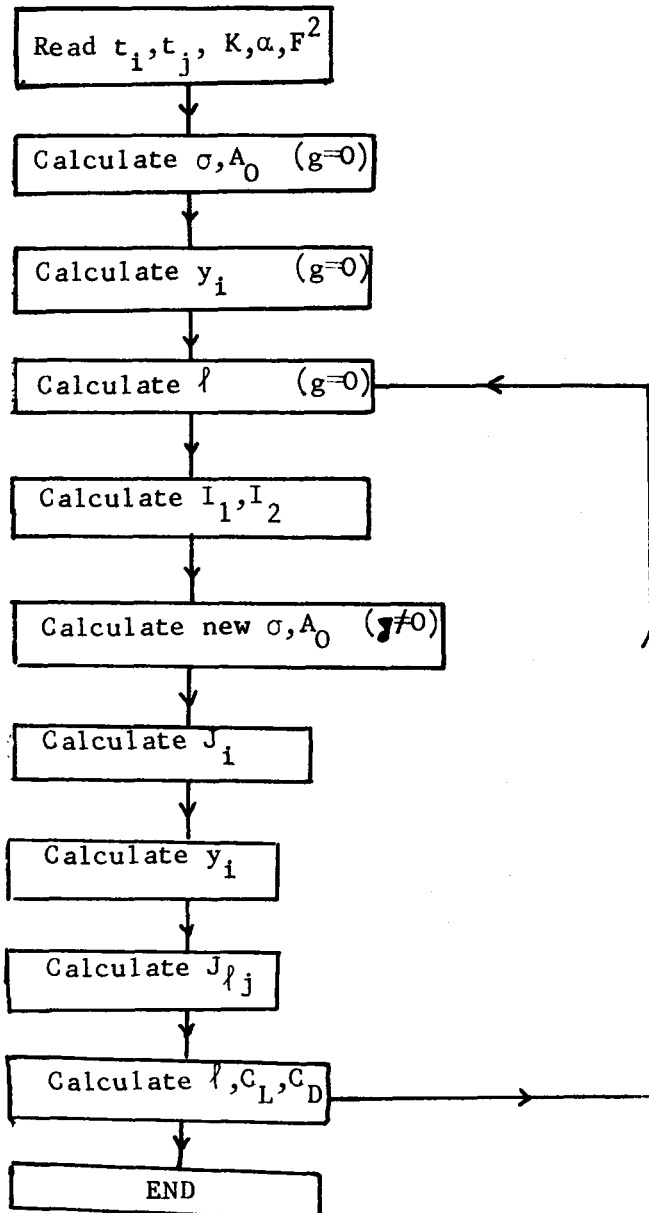 Read t_i,t_j, K,α,F^2
Calculate σ,A_0 (g=0)
Calculate y_i (g=0)
Calculate ℓ (g=0)
Calculate I_1,I_2
Calculate new σ,A_0 (g≠0)
Calculate J_i
Calculate y_i
Calculate J_ℓj
Calculate ℓ,C_L,C_D
END